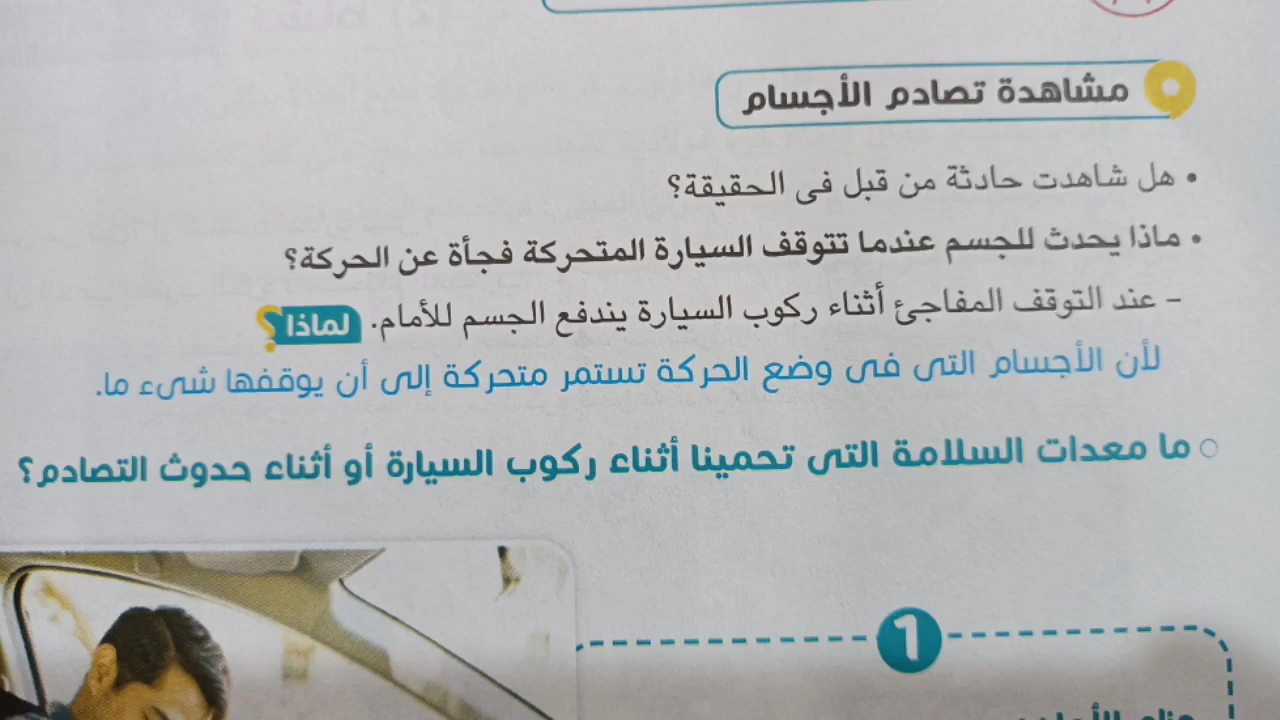 مشاهدة تصادم الأجسام
• هل شاهدت حادثة من قبل فى الحقيقة؟
• ماذا يحدث للجسم عندما تتوقف السيارة المتحركة فجأة عن الحركة؟
- عند التوقف المفاجئ أثناء ركوب السيارة يندفع الجسم للأمام. لماذا؟
لأن الأجسام التى فى وضع الحركة تستمر متحركة إلى أن يوقفها شىء ما.
○ ما معدات السلامة التى تحمينا أثناء ركوب السيارة أو أثناء حدوث التصادم؟
1